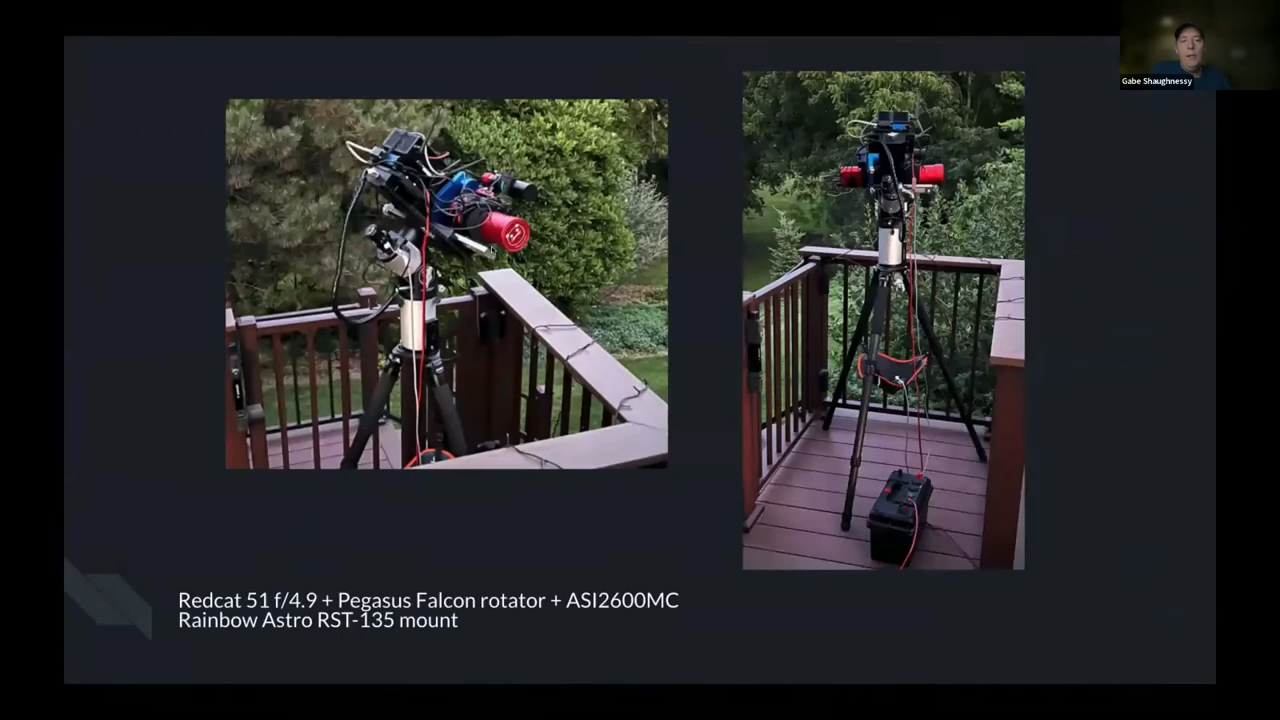 Gabe Shaughnessy
Redcat 51 f/4.9 + Pegasus Falcon rotator + ASI2600MC
Rainbow Astro RST-135 mount